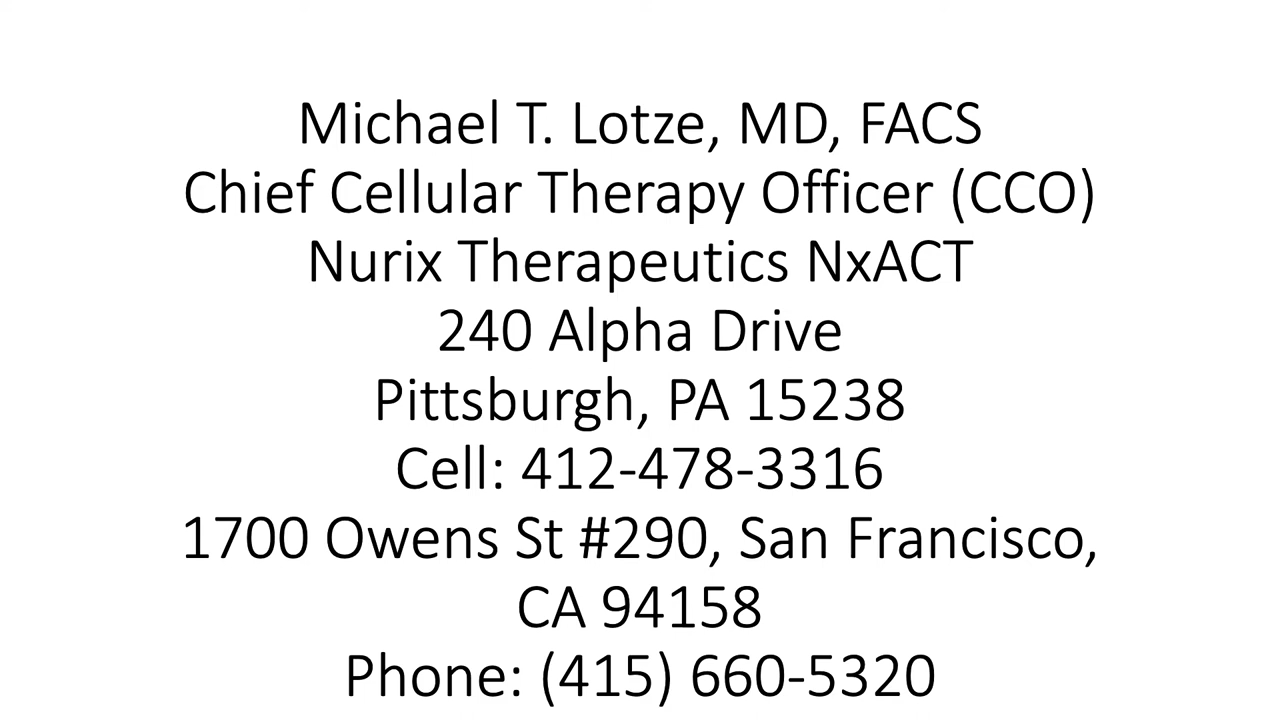 Michael T. Lotze, MD, FACS
Chief Cellular Therapy Officer (CCO)
Nurix Therapeutics NxACT
240 Alpha Drive
Pittsburgh, PA 15238
Cell: 412-478-3316
1700 Owens St #290, San Francisco,
CA 94158
Phone: (415) 660-5320